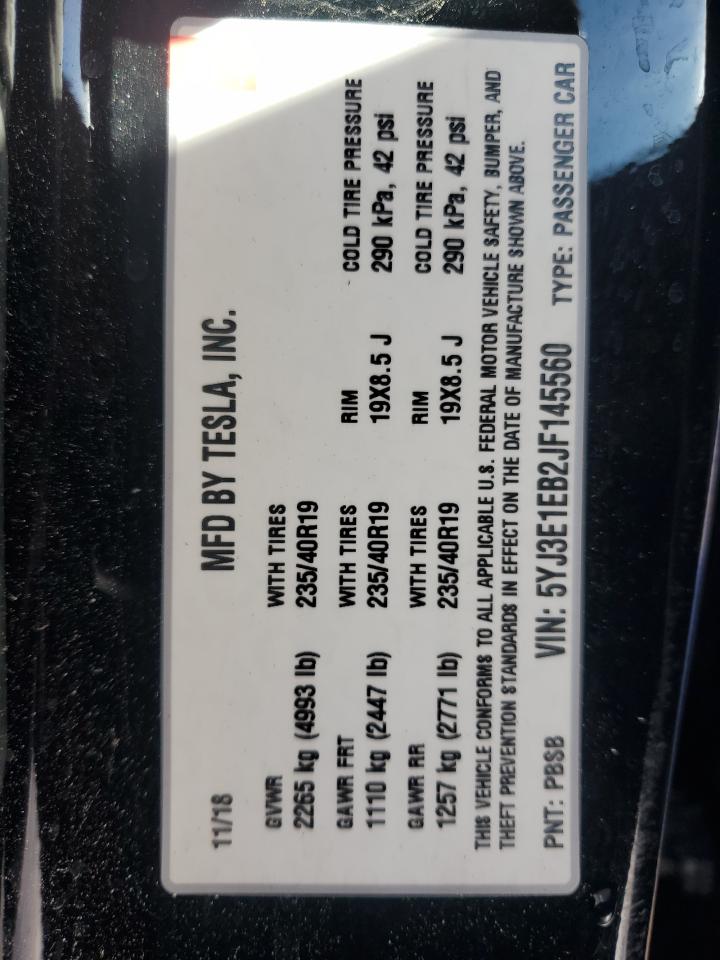 MFD BY TESLA, INC.
11/18
GVWR WITH TIRES
2265 kg (4993 lb) 235/40R19
GAWR FRT WITH TIRES RIM COLD TIRE PRESSURE
1110 kg (2447 lb) 235/40R19 19X8.5 J 290 kPa, 42 psi
GAWR RR WITH TIRES RIM COLD TIRE PRESSURE
1257 kg (2771 lb) 235/40R19 19X8.5 J 290 kPa, 42 psi
THIS VEHICLE CONFORMS TO ALL APPLICABLE U.S. FEDERAL MOTOR VEHICLE SAFETY, BUMPER, AND
THEFT PREVENTION STANDARDS IN EFFECT ON THE DATE OF MANUFACTURE SHOWN ABOVE.
PNT: PBSB VIN: 5YJ3E1EB2JF145560 TYPE: PASSENGER CAR